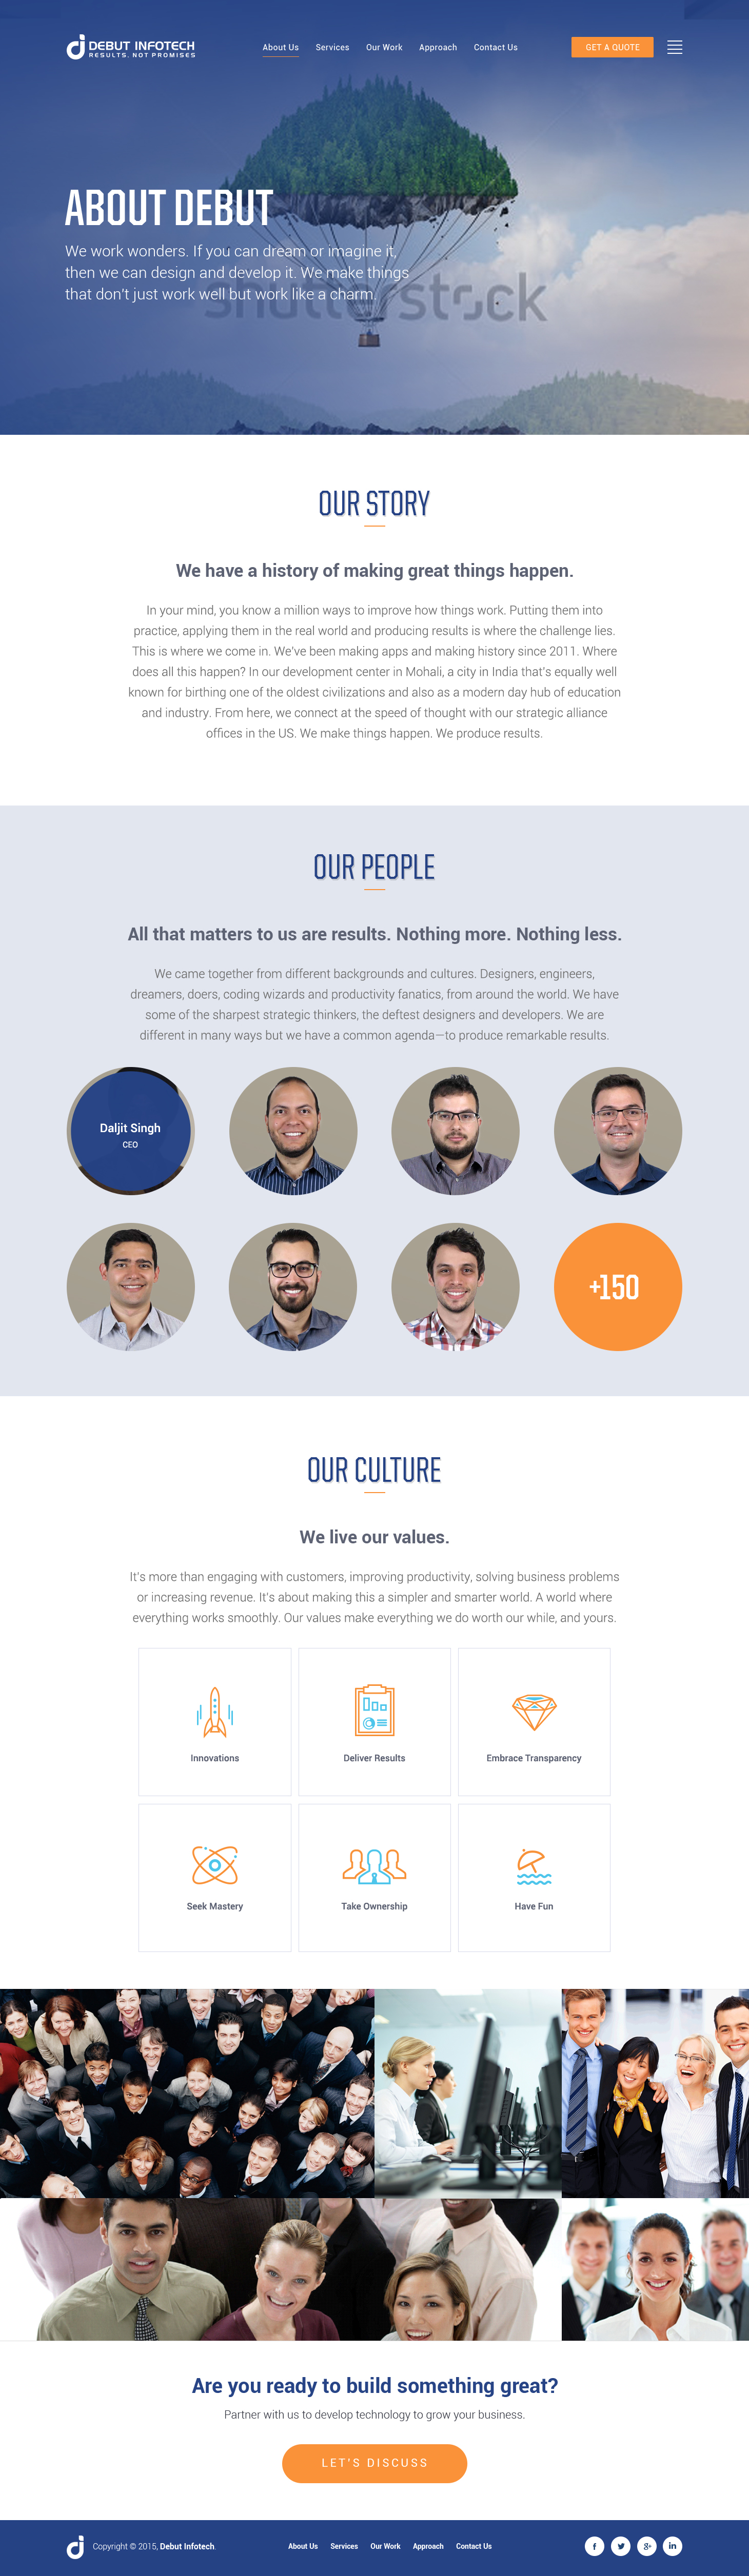 DEBUT INFOTECH
RESULTS. NOT PROMISES
About Us Services Our Work Approach Contact Us
GET A QUOTE
ABOUT DEBUT
We work wonders. If you can dream or imagine it,
then we can design and develop it. We make things
that don't just work well but work like a charm.
shutterstock
OUR STORY
We have a history of making great things happen.
In your mind, you know a million ways to improve how things work. Putting them into
practice, applying them in the real world and producing results is where the challenge lies.
This is where we come in. We've been making apps and making history since 2011. Where
does all this happen? In our development center in Mohali, a city in India that's equally well
known for birthing one of the oldest civilizations and also as a modern day hub of education
and industry. From here, we connect at the speed of thought with our strategic alliance
offices in the US. We make things happen. We produce results.
OUR PEOPLE
All that matters to us are results. Nothing more. Nothing less.
We came together from different backgrounds and cultures. Designers, engineers,
dreamers, doers, coding wizards and productivity fanatics, from around the world. We have
some of the sharpest strategic thinkers, the deftest designers and developers. We are
different in many ways but we have a common agenda—to produce remarkable results.
Daljit Singh
CEO
+150
OUR CULTURE
We live our values.
It's more than engaging with customers, improving productivity, solving business problems
or increasing revenue. It's about making this a simpler and smarter world. A world where
everything works smoothly. Our values make everything we do worth our while, and yours.
Innovations
Deliver Results
Embrace Transparency
Seek Mastery
Take Ownership
Have Fun
Are you ready to build something great?
Partner with us to develop technology to grow your business.
LET'S DISCUSS
Copyright © 2015, Debut Infotech.
About Us Services Our Work Approach Contact Us